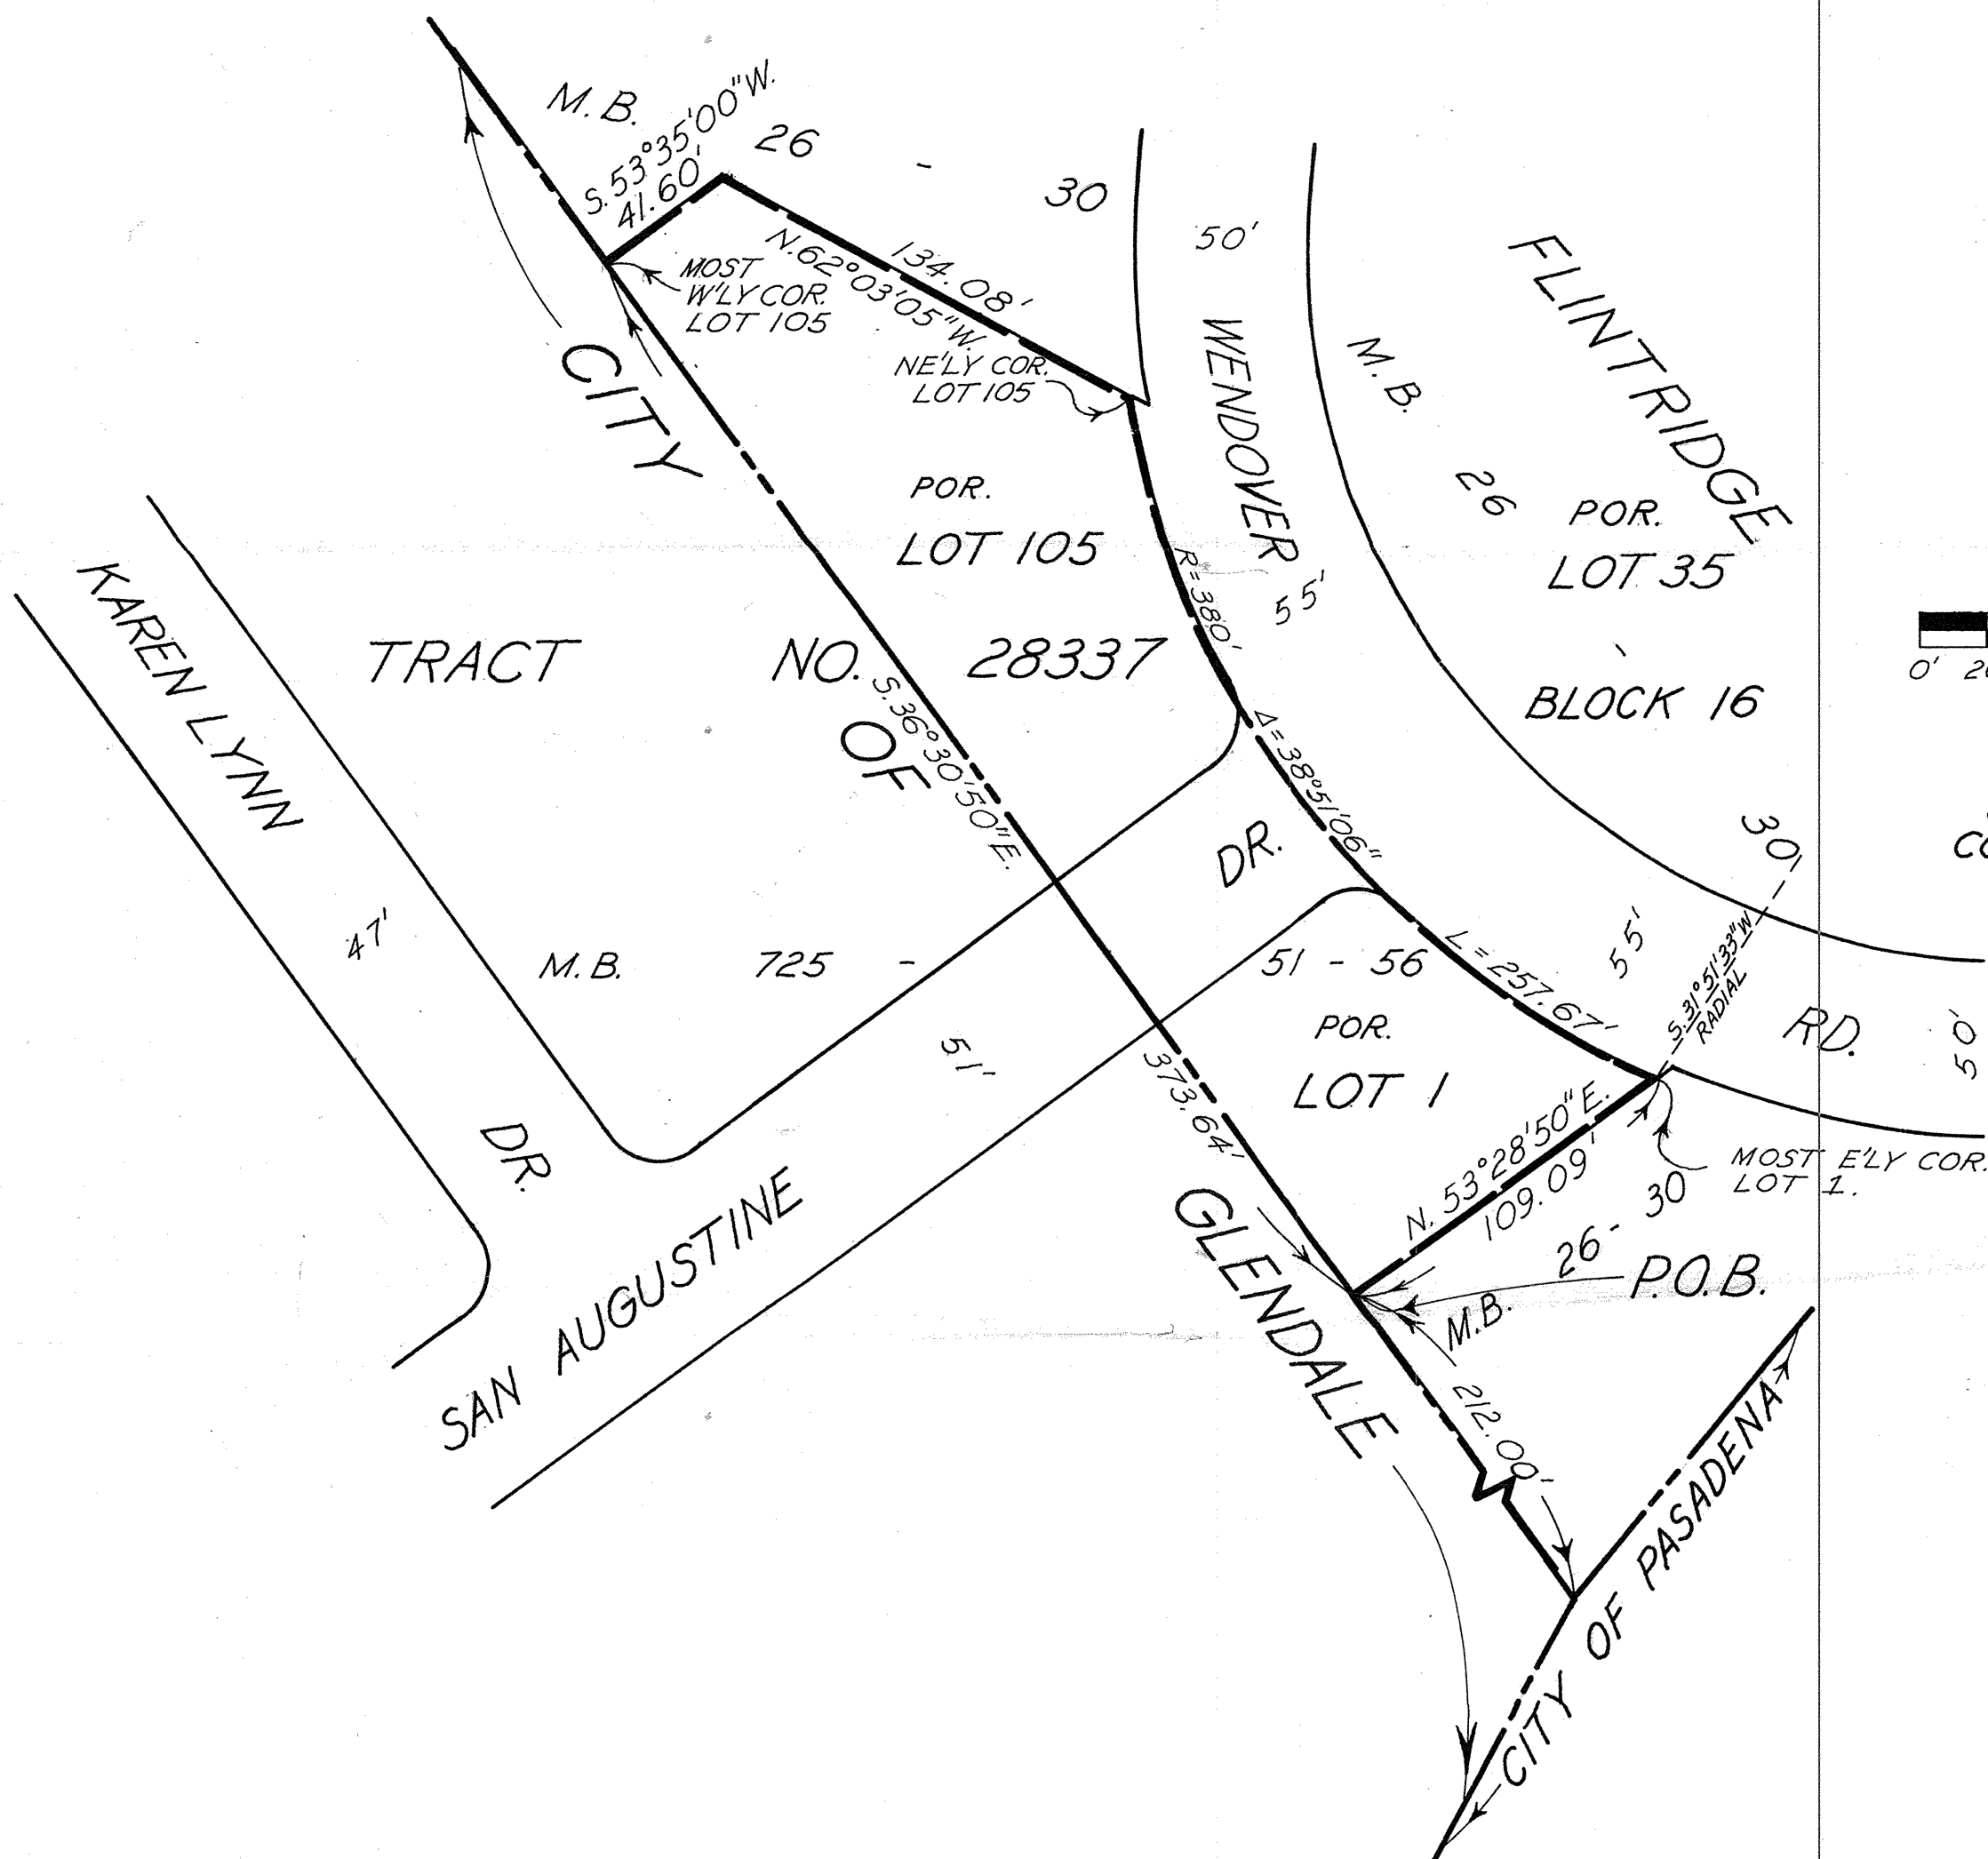 M. B. 26 - 30
S. 53°35'00"W.
41.60'
134.08'
N. 62°03'05"W.
MOST
W'LY COR.
LOT 105
NE'LY COR.
LOT 105
50'
WENDOVER
FLINTRIDGE
M. B. 26
30
CITY
OF
GLENDALE
POR.
LOT 105
POR.
LOT 35
BLOCK 16
R=380'
55'
KAREN LYNN
DR.
TRACT NO. 28337
0'
S. 36°30'50"E.
373.64'
Δ=38°51'06"
DR.
47'
M.B. 725 - 51 - 56
L=257.67'
55'
S. 31°51'33"W
RADIAL
RD.
50'
51'
POR.
LOT 1
N. 53°28'50"E.
109.09'
MOST E'LY COR.
LOT 1.
SAN AUGUSTINE
M.B. 26 - 30
P.O.B.
212.00'
CITY OF PASADENA